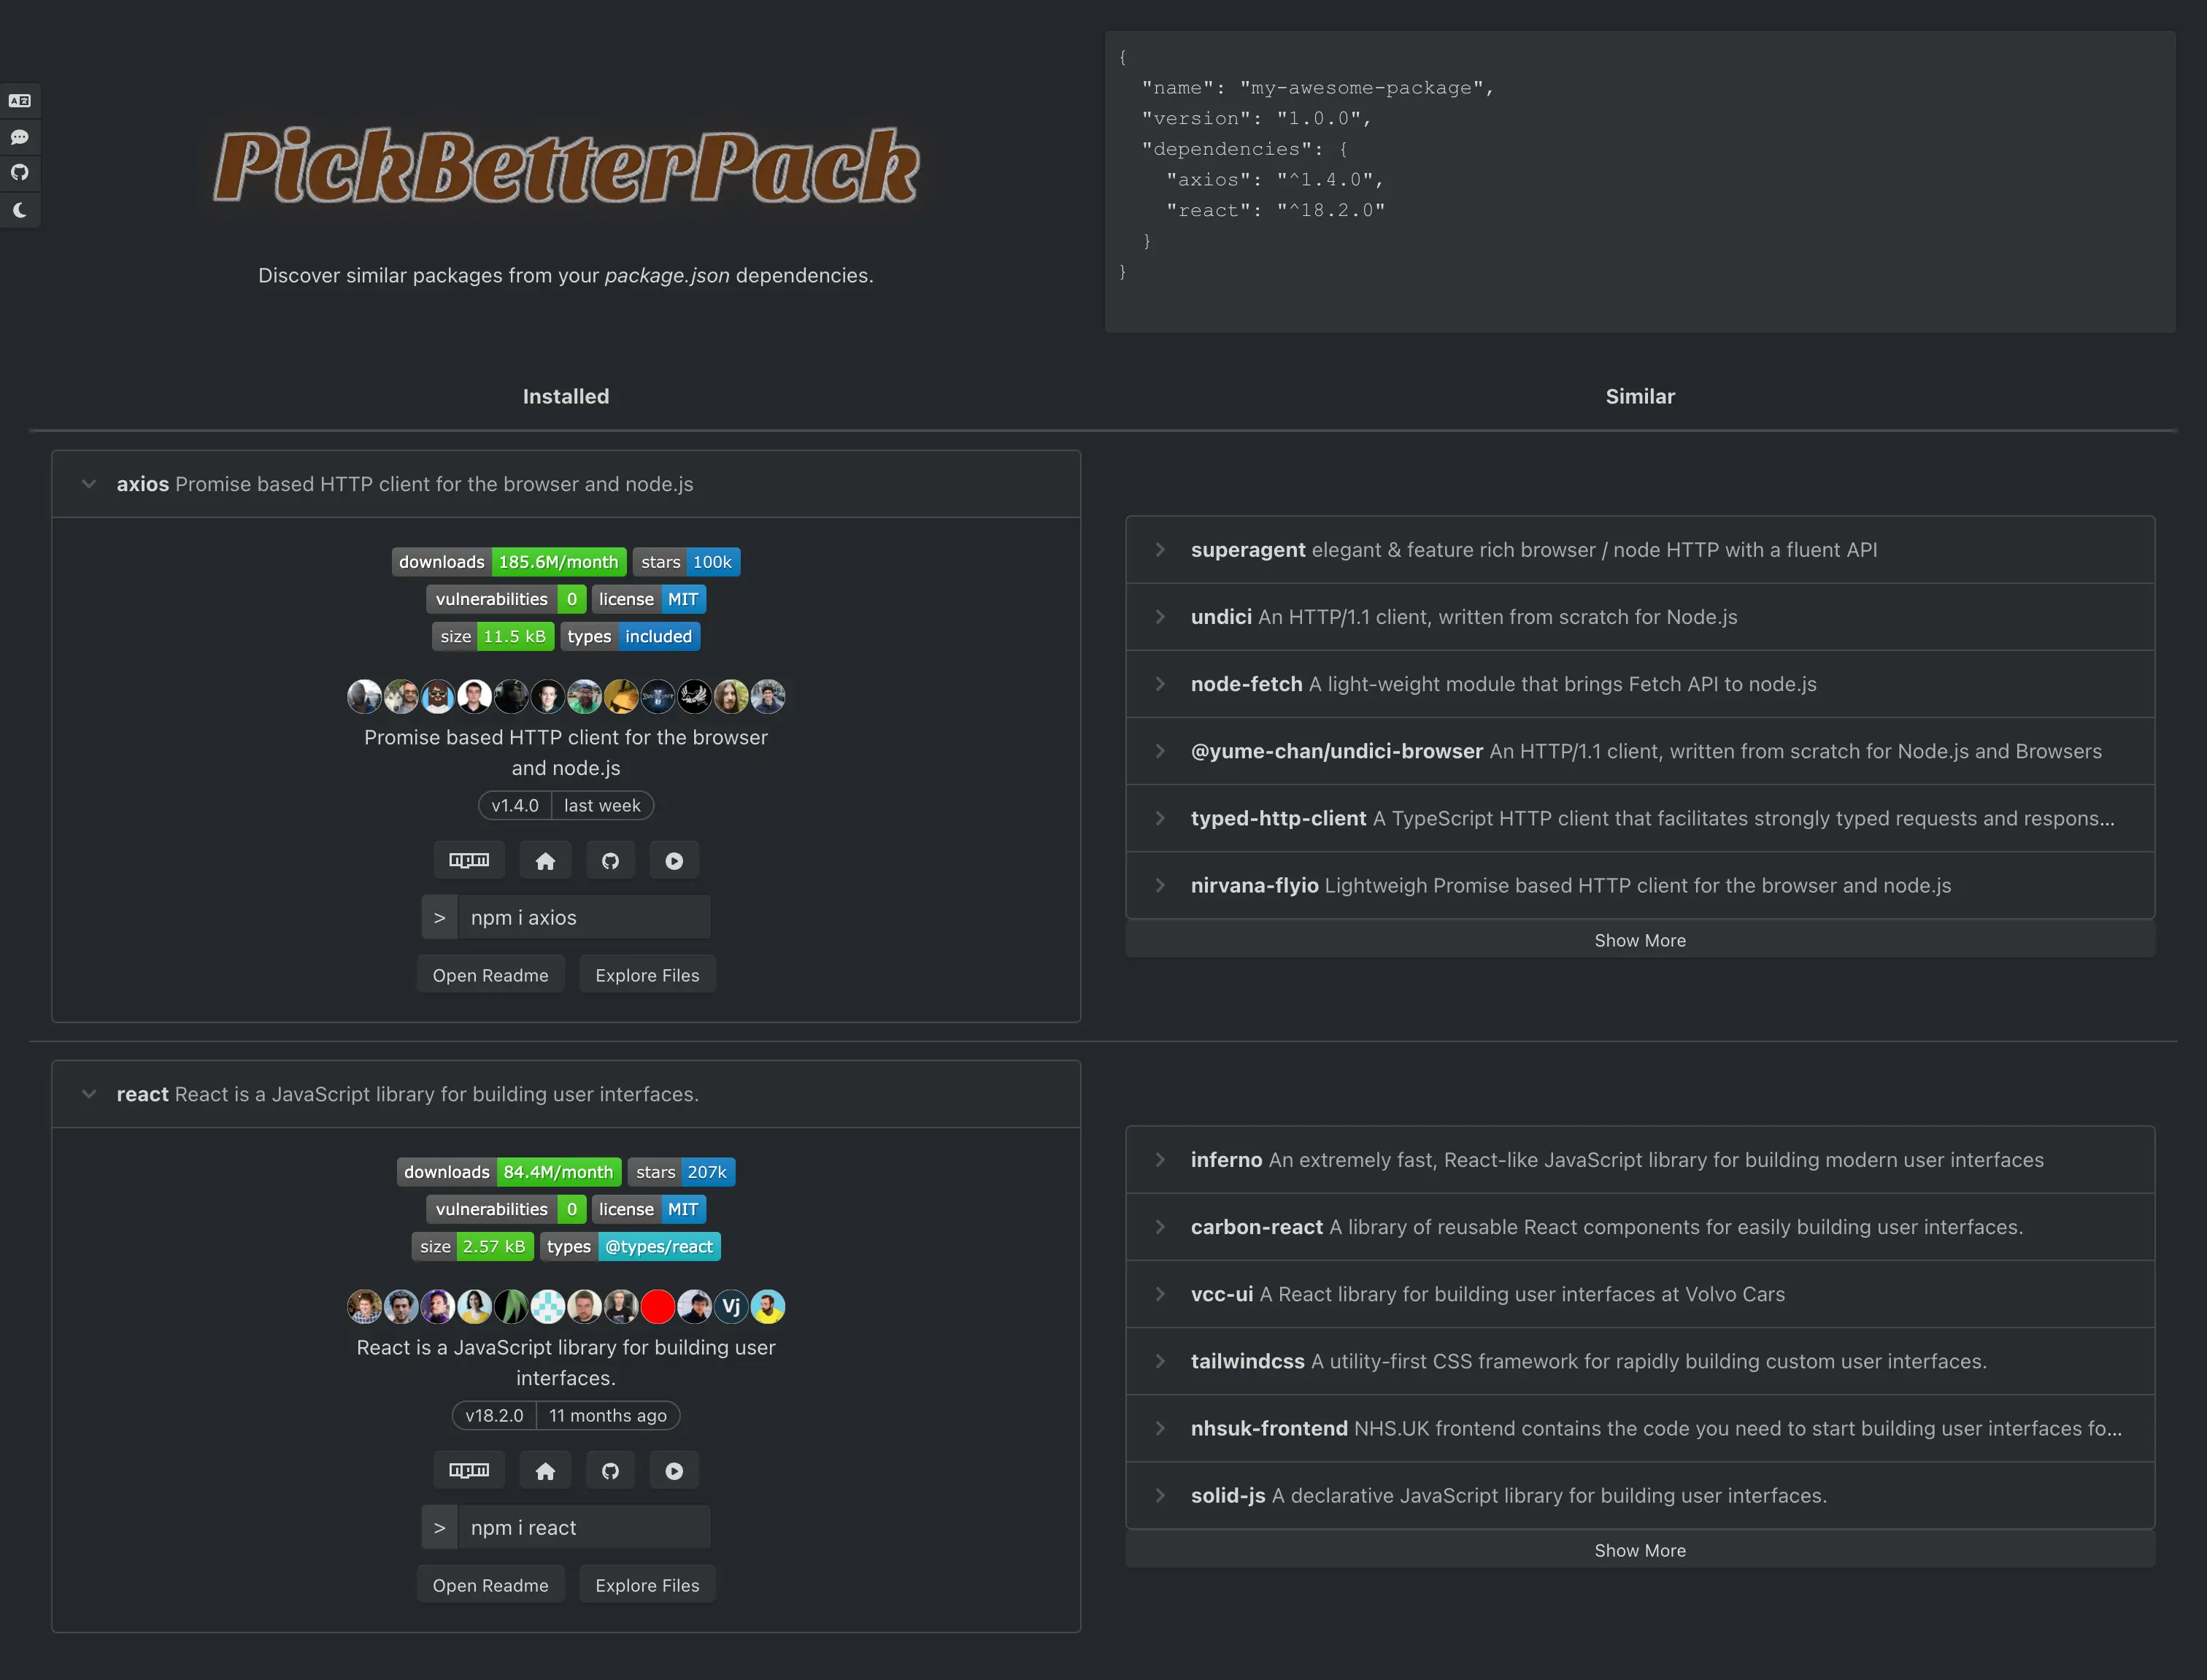 PickBetterPack
Discover similar packages from your package.json dependencies.
{
"name": "my-awesome-package",
"version": "1.0.0",
"dependencies": {
"axios": "^1.4.0",
"react": "^18.2.0"
}
}
Installed
Similar
axios Promise based HTTP client for the browser and node.js
downloads 185.6M/month stars 100k
vulnerabilities 0 license MIT
size 11.5 kB types included
Promise based HTTP client for the browser
and node.js
v1.4.0 last week
npm
> npm i axios
Open Readme Explore Files
superagent elegant & feature rich browser / node HTTP with a fluent API
undici An HTTP/1.1 client, written from scratch for Node.js
node-fetch A light-weight module that brings Fetch API to node.js
@yume-chan/undici-browser An HTTP/1.1 client, written from scratch for Node.js and Browsers
typed-http-client A TypeScript HTTP client that facilitates strongly typed requests and respons...
nirvana-flyio Lightweigh Promise based HTTP client for the browser and node.js
Show More
react React is a JavaScript library for building user interfaces.
downloads 84.4M/month stars 207k
vulnerabilities 0 license MIT
size 2.57 kB types @types/react
Vj
React is a JavaScript library for building user
interfaces.
v18.2.0 11 months ago
npm
> npm i react
Open Readme Explore Files
inferno An extremely fast, React-like JavaScript library for building modern user interfaces
carbon-react A library of reusable React components for easily building user interfaces.
vcc-ui A React library for building user interfaces at Volvo Cars
tailwindcss A utility-first CSS framework for rapidly building custom user interfaces.
nhsuk-frontend NHS.UK frontend contains the code you need to start building user interfaces fo...
solid-js A declarative JavaScript library for building user interfaces.
Show More